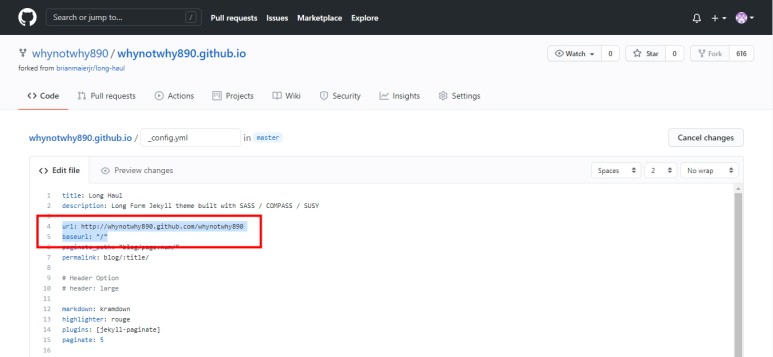 Search or jump to... /
Pull requests Issues Marketplace Explore
whynotwhy890 / whynotwhy890.github.io
Watch 0 Star 0 Fork 616
forked from brianmaierjr/long-haul
Code Pull requests Actions Projects Wiki Security Insights Settings
whynotwhy890.github.io / _config.yml in master Cancel changes
<> Edit file Preview changes Spaces 2 No wrap
1 title: Long Haul
2 description: Long Form Jekyll theme built with SASS / COMPASS / SUSY
4 url: http://whynotwhy890.github.com/whynotwhy890
5 baseurl: "/"
6 paginate_path: "blog/page:num/"
7 permalink: blog/:title/
8
9 # Header Option
10 # header: large
11
12 markdown: kramdown
13 highlighter: rouge
14 plugins: [jekyll-paginate]
15 paginate: 5
16